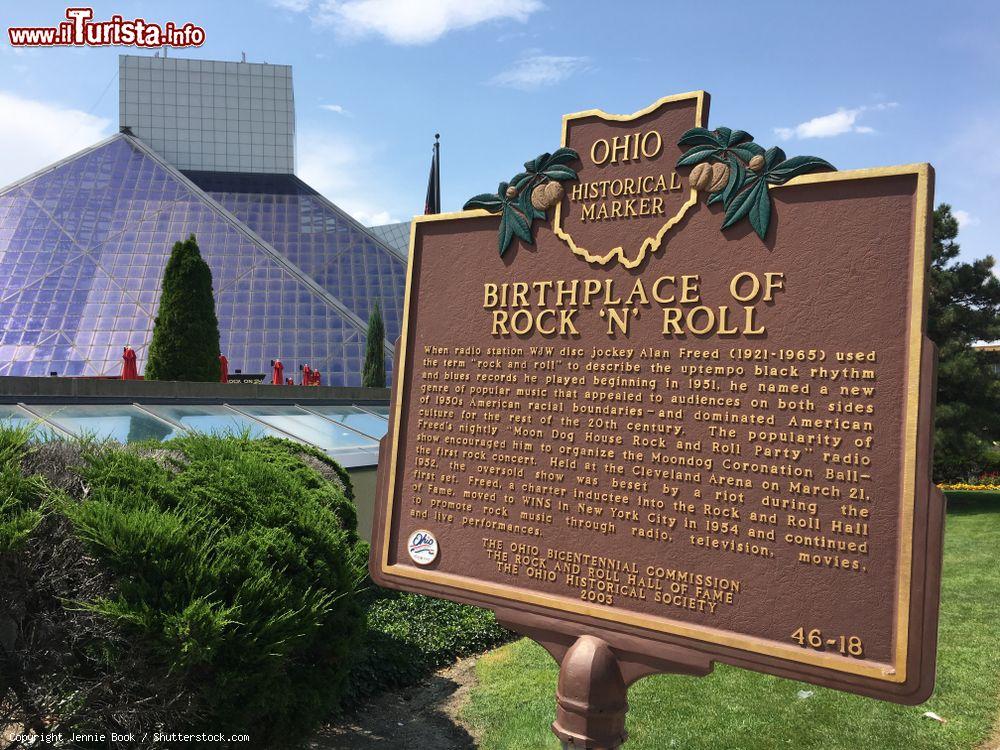 www.ilTurista.info
OHIO
HISTORICAL
MARKER
BIRTHPLACE OF
ROCK 'N' ROLL
When radio station WJW disc jockey Alan Freed (1921-1965) used
the term "rock and roll" to describe the uptempo black rhythm
and blues records he played beginning in 1951, he named a new
genre of popular music that appealed to audiences on both sides
of 1950s American racial boundaries–and dominated American
culture for the rest of the 20th century. The popularity of
Freed's nightly "Moon Dog House Rock and Roll Party" radio
show encouraged him to organize the Moondog Coronation Ball–
the first rock concert. Held at the Cleveland Arena on March 21,
1952, the oversold show was beset by a riot during the
first set. Freed, a charter inductee into the Rock and Roll Hall
of Fame, moved to WINS in New York City in 1954 and continued
to promote rock music through radio, television, movies,
and live performances.
Ohio
THE OHIO BICENTENNIAL COMMISSION
THE ROCK AND ROLL HALL OF FAME
THE OHIO HISTORICAL SOCIETY
2003
46-18
Copyright Jennie Book / Shutterstock.com